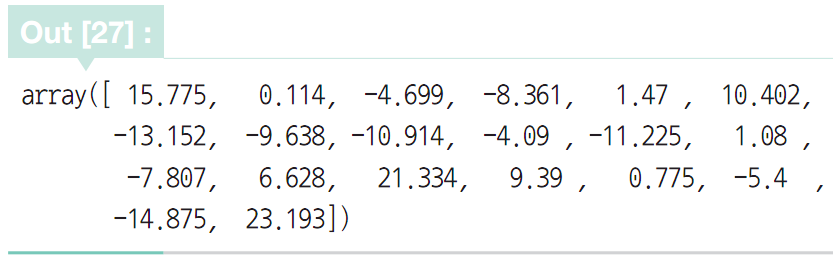 Out [27] :
array([ 15.775, 0.114, -4.699, -8.361, 1.47 , 10.402,
-13.152, -9.638, -10.914, -4.09 , -11.225, 1.08 ,
-7.807, 6.628, 21.334, 9.39 , 0.775, -5.4 ,
-14.875, 23.193])